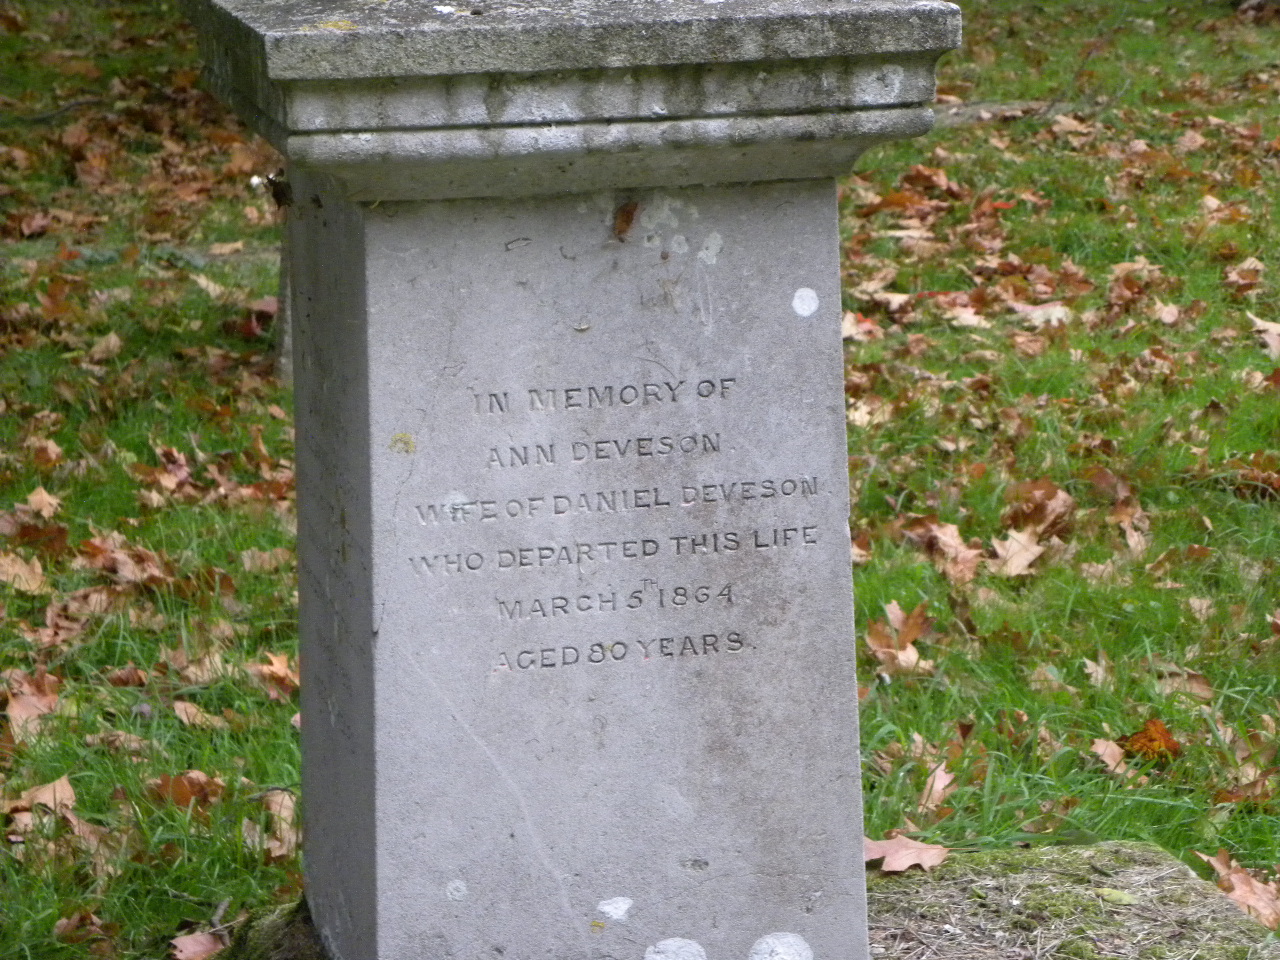 IN MEMORY OF
ANN DEVESON.
WIFE OF DANIEL DEVESON
WHO DEPARTED THIS LIFE
MARCH 5TH 1864
AGED 80 YEARS.